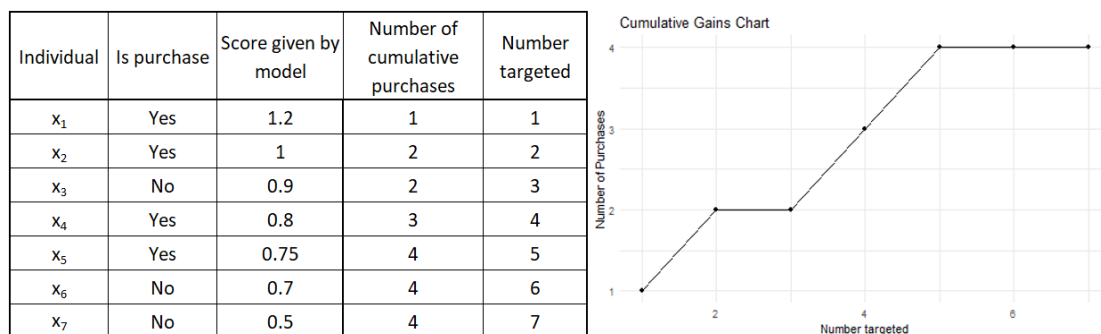 Individual Is purchase Score given by model Number of cumulative purchases Number targeted
x₁ Yes 1.2 1 1
x₂ Yes 1 2 2
x₃ No 0.9 2 3
x₄ Yes 0.8 3 4
x₅ Yes 0.75 4 5
x₆ No 0.7 4 6
x₇ No 0.5 4 7
Cumulative Gains Chart
Number of Purchases
4
3
2
1
2 4 6
Number targeted